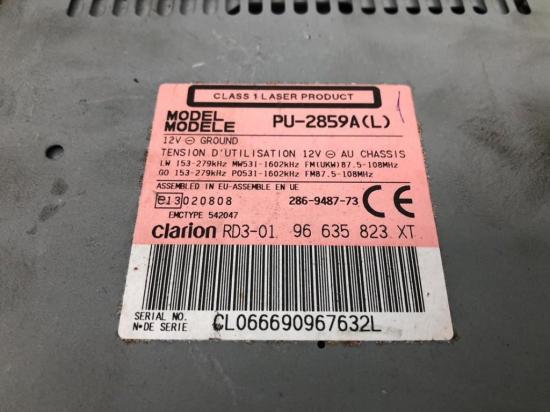 CLASS 1 LASER PRODUCT
MODEL
MODELE
PU-2859A(L)
12V ⊖ GROUND
TENSION D'UTILISATION 12V ⊖ AU CHASSIS
LW 153-279kHz MW531-1602kHz FM(UKW)87.5-108MHz
GO 153-279kHz PO531-1602kHz FM87.5-108MHz
ASSEMBLED IN EU-ASSEMBLE EN UE
e13 020808 286-9487-73 CE
EMCTYPE 542047
clarion RD3-01 96 635 823 XT
SERIAL NO.
N° DE SERIE
CL066690967632L